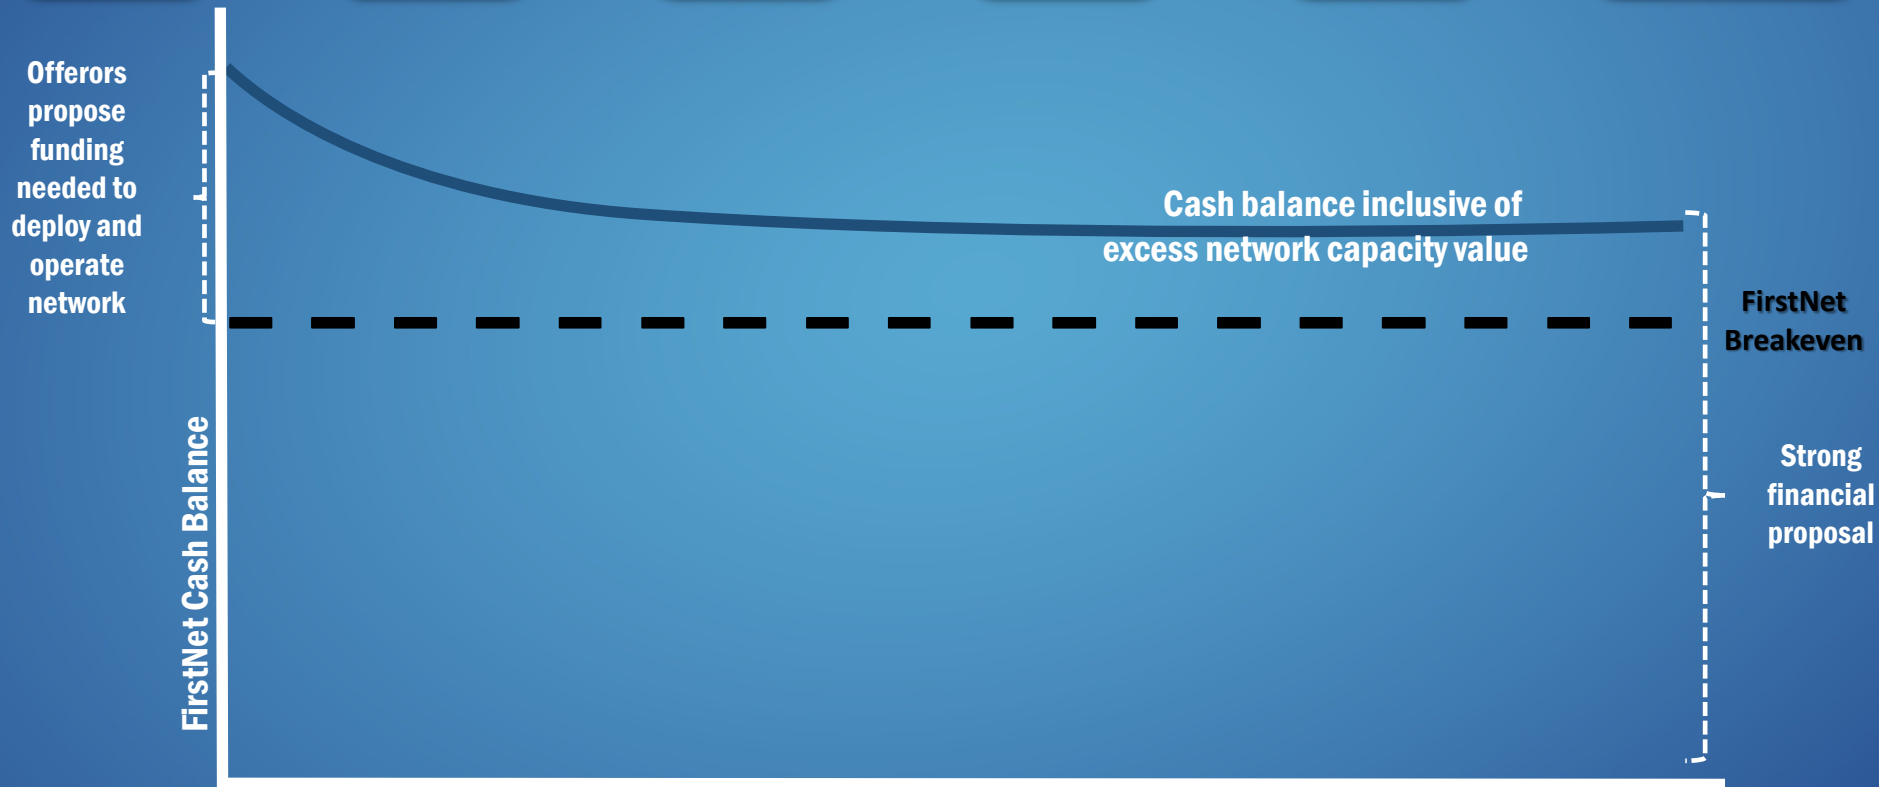 Offerors
propose
funding
needed to
deploy and
operate
network
Cash balance inclusive of
excess network capacity value
FirstNet
Breakeven
FirstNet Cash Balance
Strong
financial
proposal